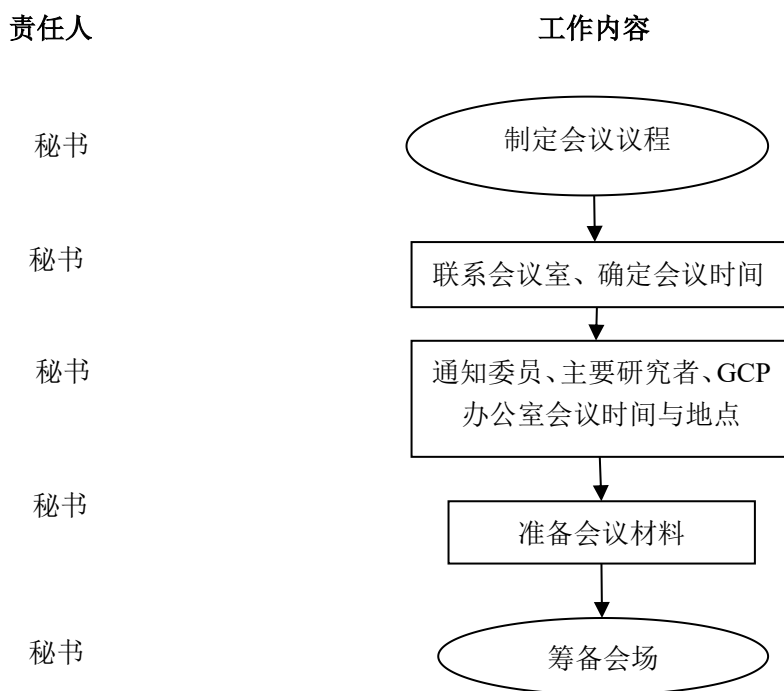 责任人 工作内容
秘书 制定会议议程
秘书 联系会议室、确定会议时间
秘书 通知委员、主要研究者、GCP
办公室会议时间与地点
秘书 准备会议材料
秘书 筹备会场